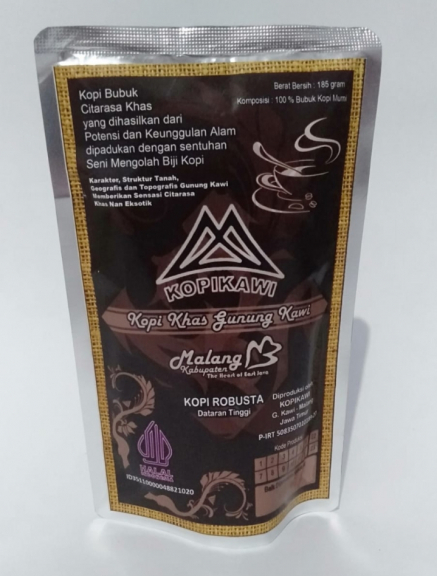 Kopi Bubuk
Citarasa Khas
yang dihasilkan dari
Potensi dan Keunggulan Alam
dipadukan dengan sentuhan
Seni Mengolah Biji Kopi
Karakter, Struktur Tanah,
Geografis dan Topografis Gunung Kawi
Memberikan Sensasi Citarasa
Khas Nan Eksotik
Berat Bersih : 185 gram
Komposisi : 100 % Bubuk Kopi Murni
KOPIKAWI
Kopi Khas Gunung Kawi
Malang
Kabupaten
The Heart of East Java
KOPI ROBUSTA
Dataran Tinggi
Diproduksi oleh
KOPIKAWI
G. Kawi -
Jawa Timur
P-IRT
Kode Produksi
HALAL
INDONESIA